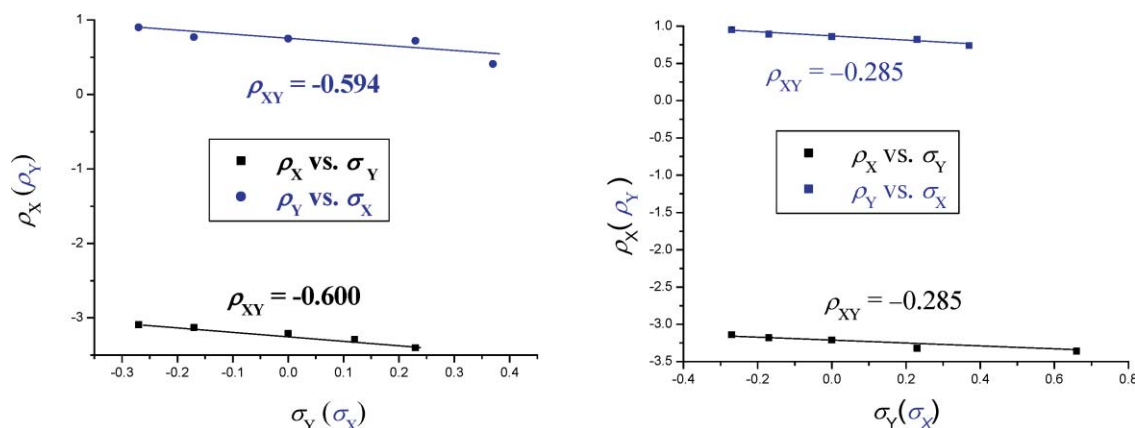 1
0
-1
-2
-3
ρX (ρY)
ρXY = -0.594
ρX vs. σY
ρY vs. σX
ρXY = -0.600
-0.3 -0.2 -0.1 0.0 0.1 0.2 0.3 0.4
σY (σX)
1.0
0.5
0.0
-0.5
-1.0
-1.5
-2.0
-2.5
-3.0
-3.5
ρX(ρY)
ρXY = –0.285
ρX vs. σY
ρY vs. σX
ρXY = –0.285
-0.4 -0.2 0.0 0.2 0.4 0.6 0.8
σY(σX)